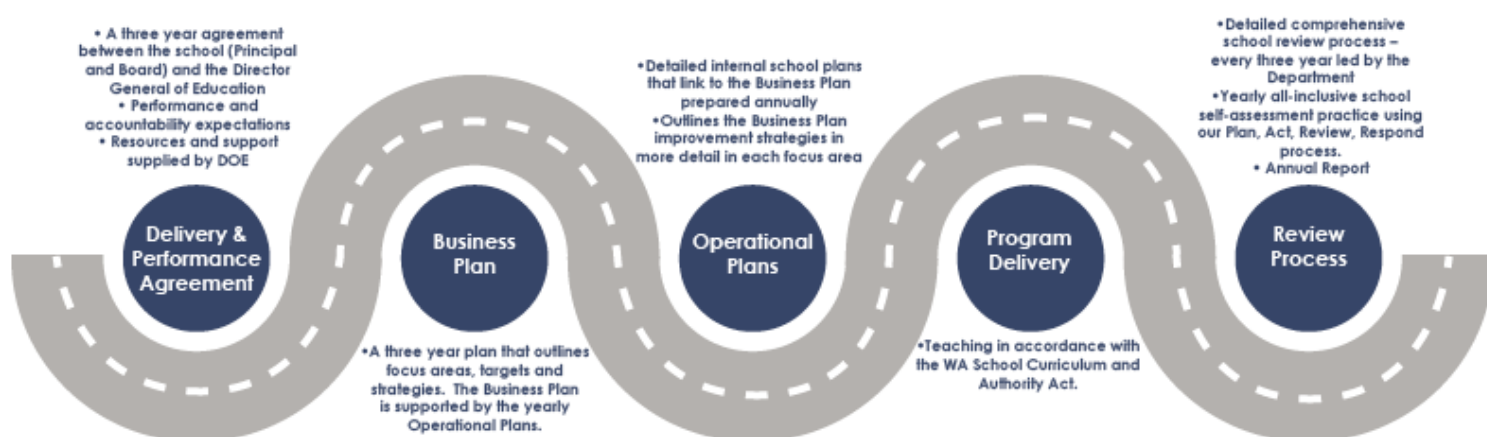 • A three year agreement
between the school (Principal
and Board) and the Director
General of Education
• Performance and
accountability expectations
• Resources and support
supplied by DOE
Delivery &
Performance
Agreement
Business
Plan
•A three year plan that outlines
focus areas, targets and
strategies. The Business Plan
is supported by the yearly
Operational Plans.
•Detailed internal school plans
that link to the Business Plan
prepared annually
•Outlines the Business Plan
improvement strategies in
more detail in each focus area
Operational
Plans
Program
Delivery
•Teaching in accordance with
the WA School Curriculum and
Authority Act.
•Detailed comprehensive
school review process –
every three year led by the
Department
•Yearly all-inclusive school
self-assessment practice using
our Plan, Act, Review, Respond
process.
• Annual Report
Review
Process